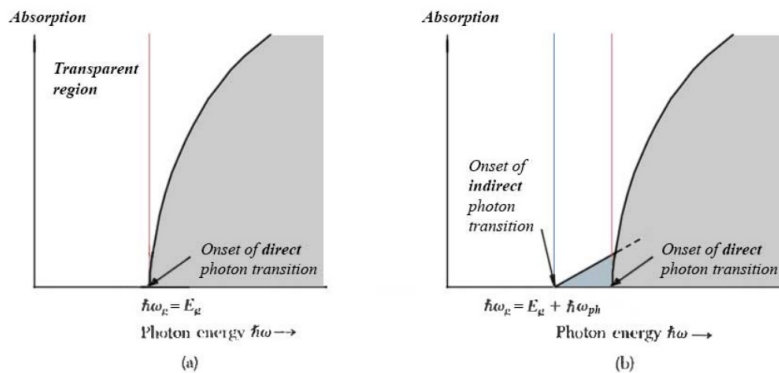 Absorption
Transparent
region
Onset of direct
photon transition
ℏω_g = E_g
Photon energy ℏω →
(a)
Absorption
Onset of
indirect
photon
transition
Onset of direct
photon transition
ℏω_g = E_g + ℏω_ph
Photon energy ℏω →
(b)